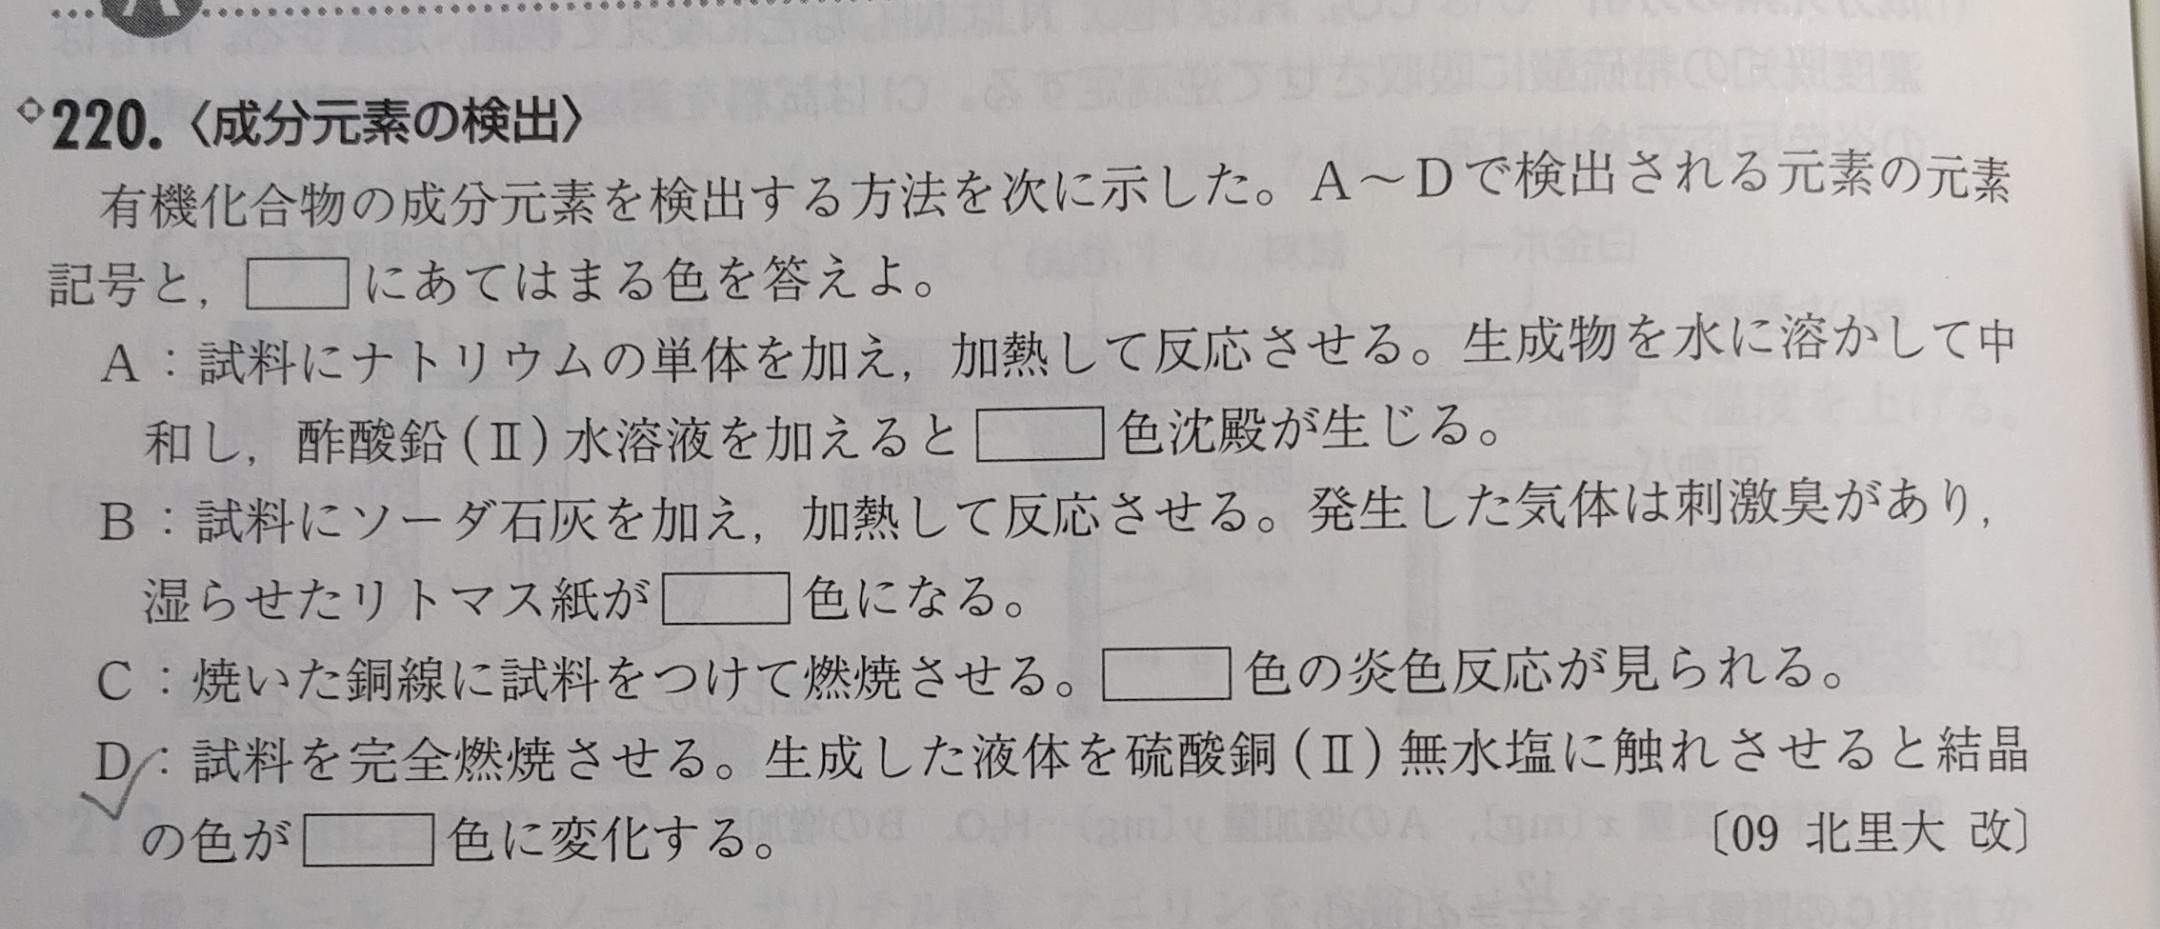 220.〈成分元素の検出〉
有機化合物の成分元素を検出する方法を次に示した。A〜Dで検出される元素の元素
記号と, にあてはまる色を答えよ。
A：試料にナトリウムの単体を加え, 加熱して反応させる。生成物を水に溶かして中
和し, 酢酸鉛(Ⅱ)水溶液を加えると 色沈殿が生じる。
B：試料にソーダ石灰を加え, 加熱して反応させる。発生した気体は刺激臭があり,
湿らせたリトマス紙が 色になる。
C：焼いた銅線に試料をつけて燃焼させる。 色の炎色反応が見られる。
D：試料を完全燃焼させる。生成した液体を硫酸銅(Ⅱ)無水塩に触れさせると結晶
の色が 色に変化する。 〔09 北里大 改〕